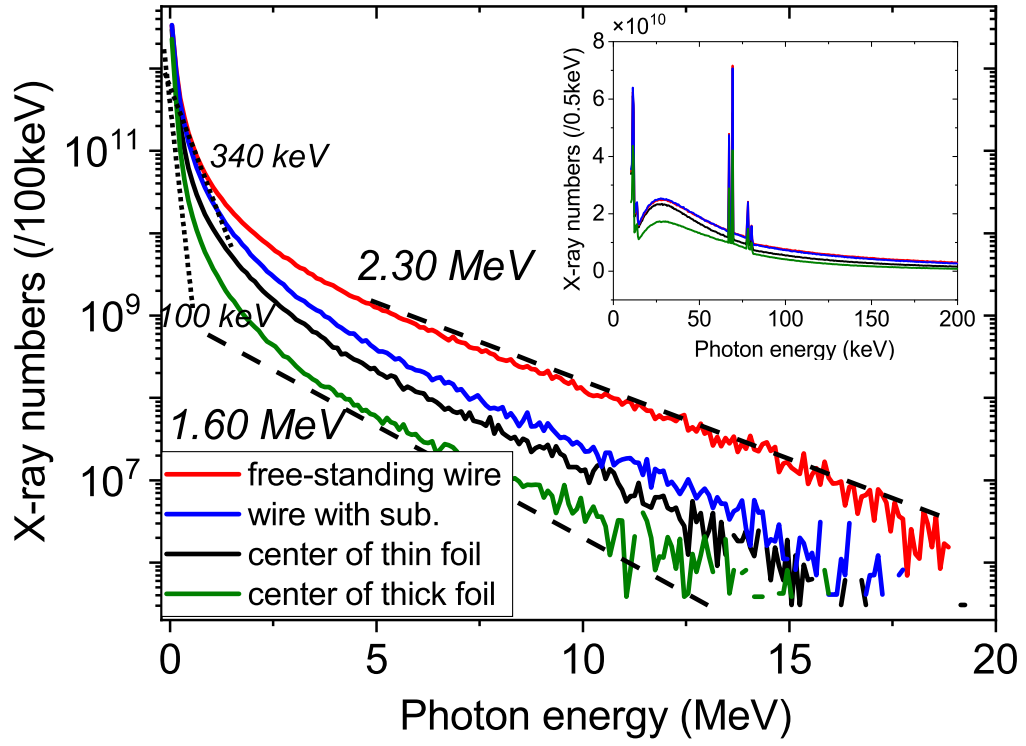 ×10¹⁰
8
6
4
2
0
X-ray numbers (/0.5keV)
0 50 100 150 200
Photon energy (keV)
X-ray numbers (/100keV)
10¹¹
10⁹
10⁷
340 keV
2.30 MeV
100 keV
1.60 MeV
free-standing wire
wire with sub.
center of thin foil
center of thick foil
0 5 10 15 20
Photon energy (MeV)